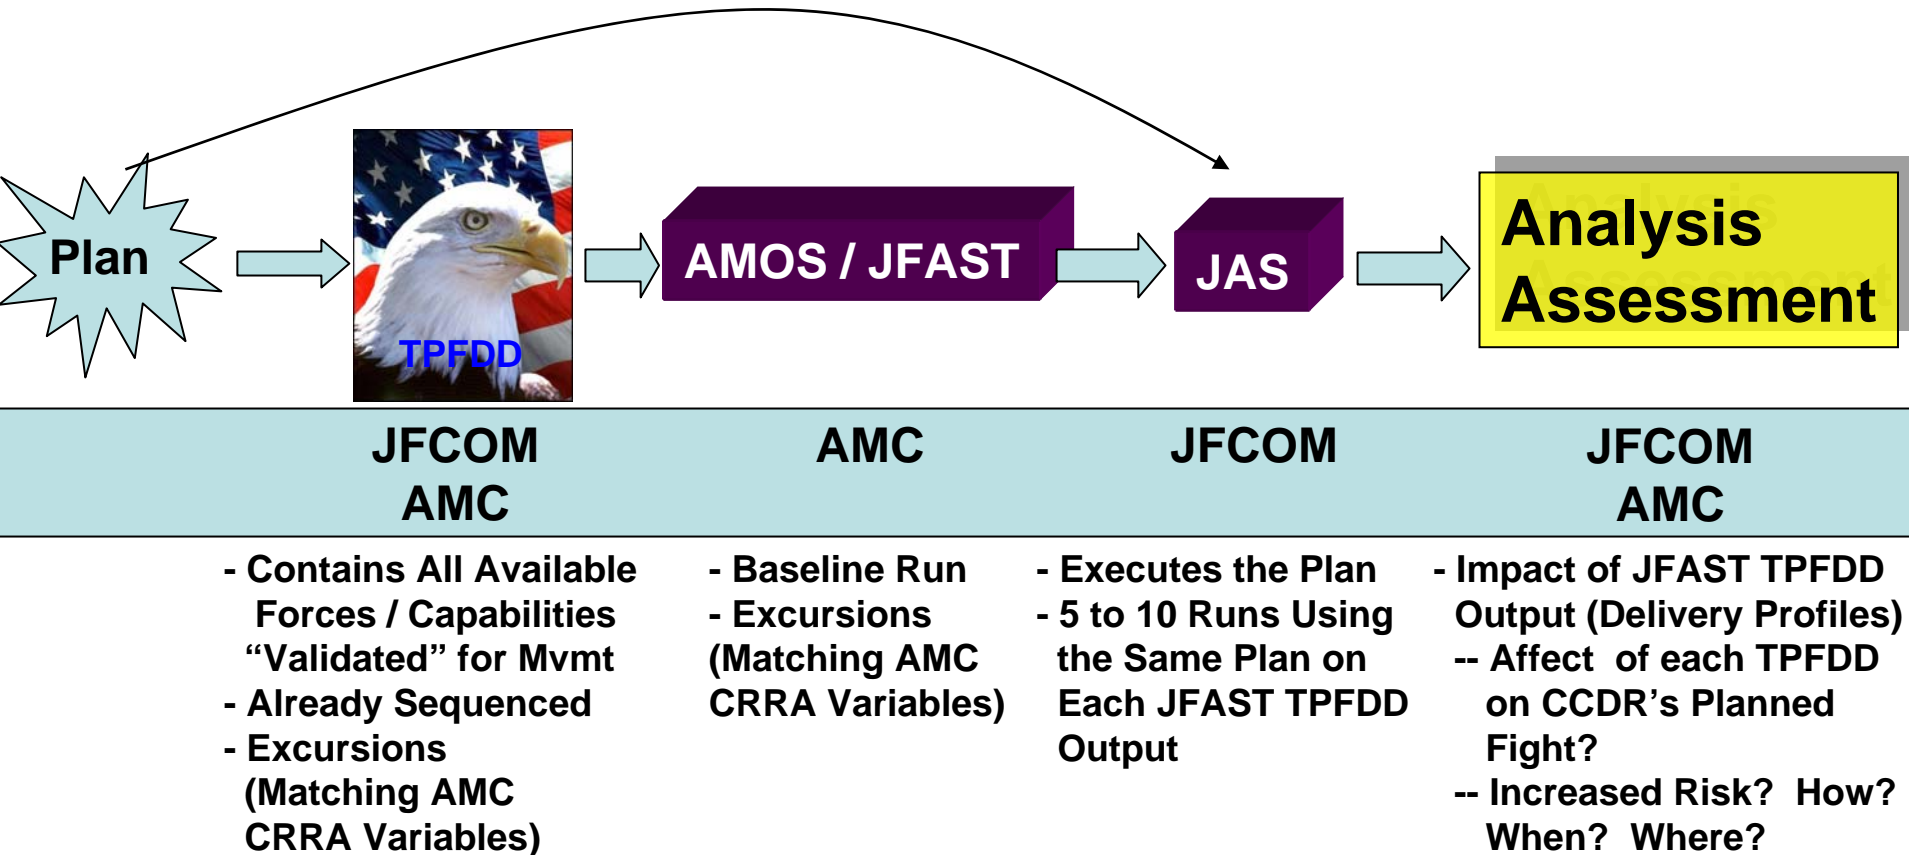 Plan
TPFDD
AMOS / JFAST
JAS
Analysis
Assessment
JFCOM
AMC
AMC
JFCOM
JFCOM
AMC
- Contains All Available
Forces / Capabilities
“Validated” for Mvmt
- Already Sequenced
- Excursions
(Matching AMC
CRRA Variables)
- Baseline Run
- Excursions
(Matching AMC
CRRA Variables)
- Executes the Plan
- 5 to 10 Runs Using
the Same Plan on
Each JFAST TPFDD
Output
- Impact of JFAST TPFDD
Output (Delivery Profiles)
-- Affect of each TPFDD
on CCDR’s Planned
Fight?
-- Increased Risk? How?
When? Where?